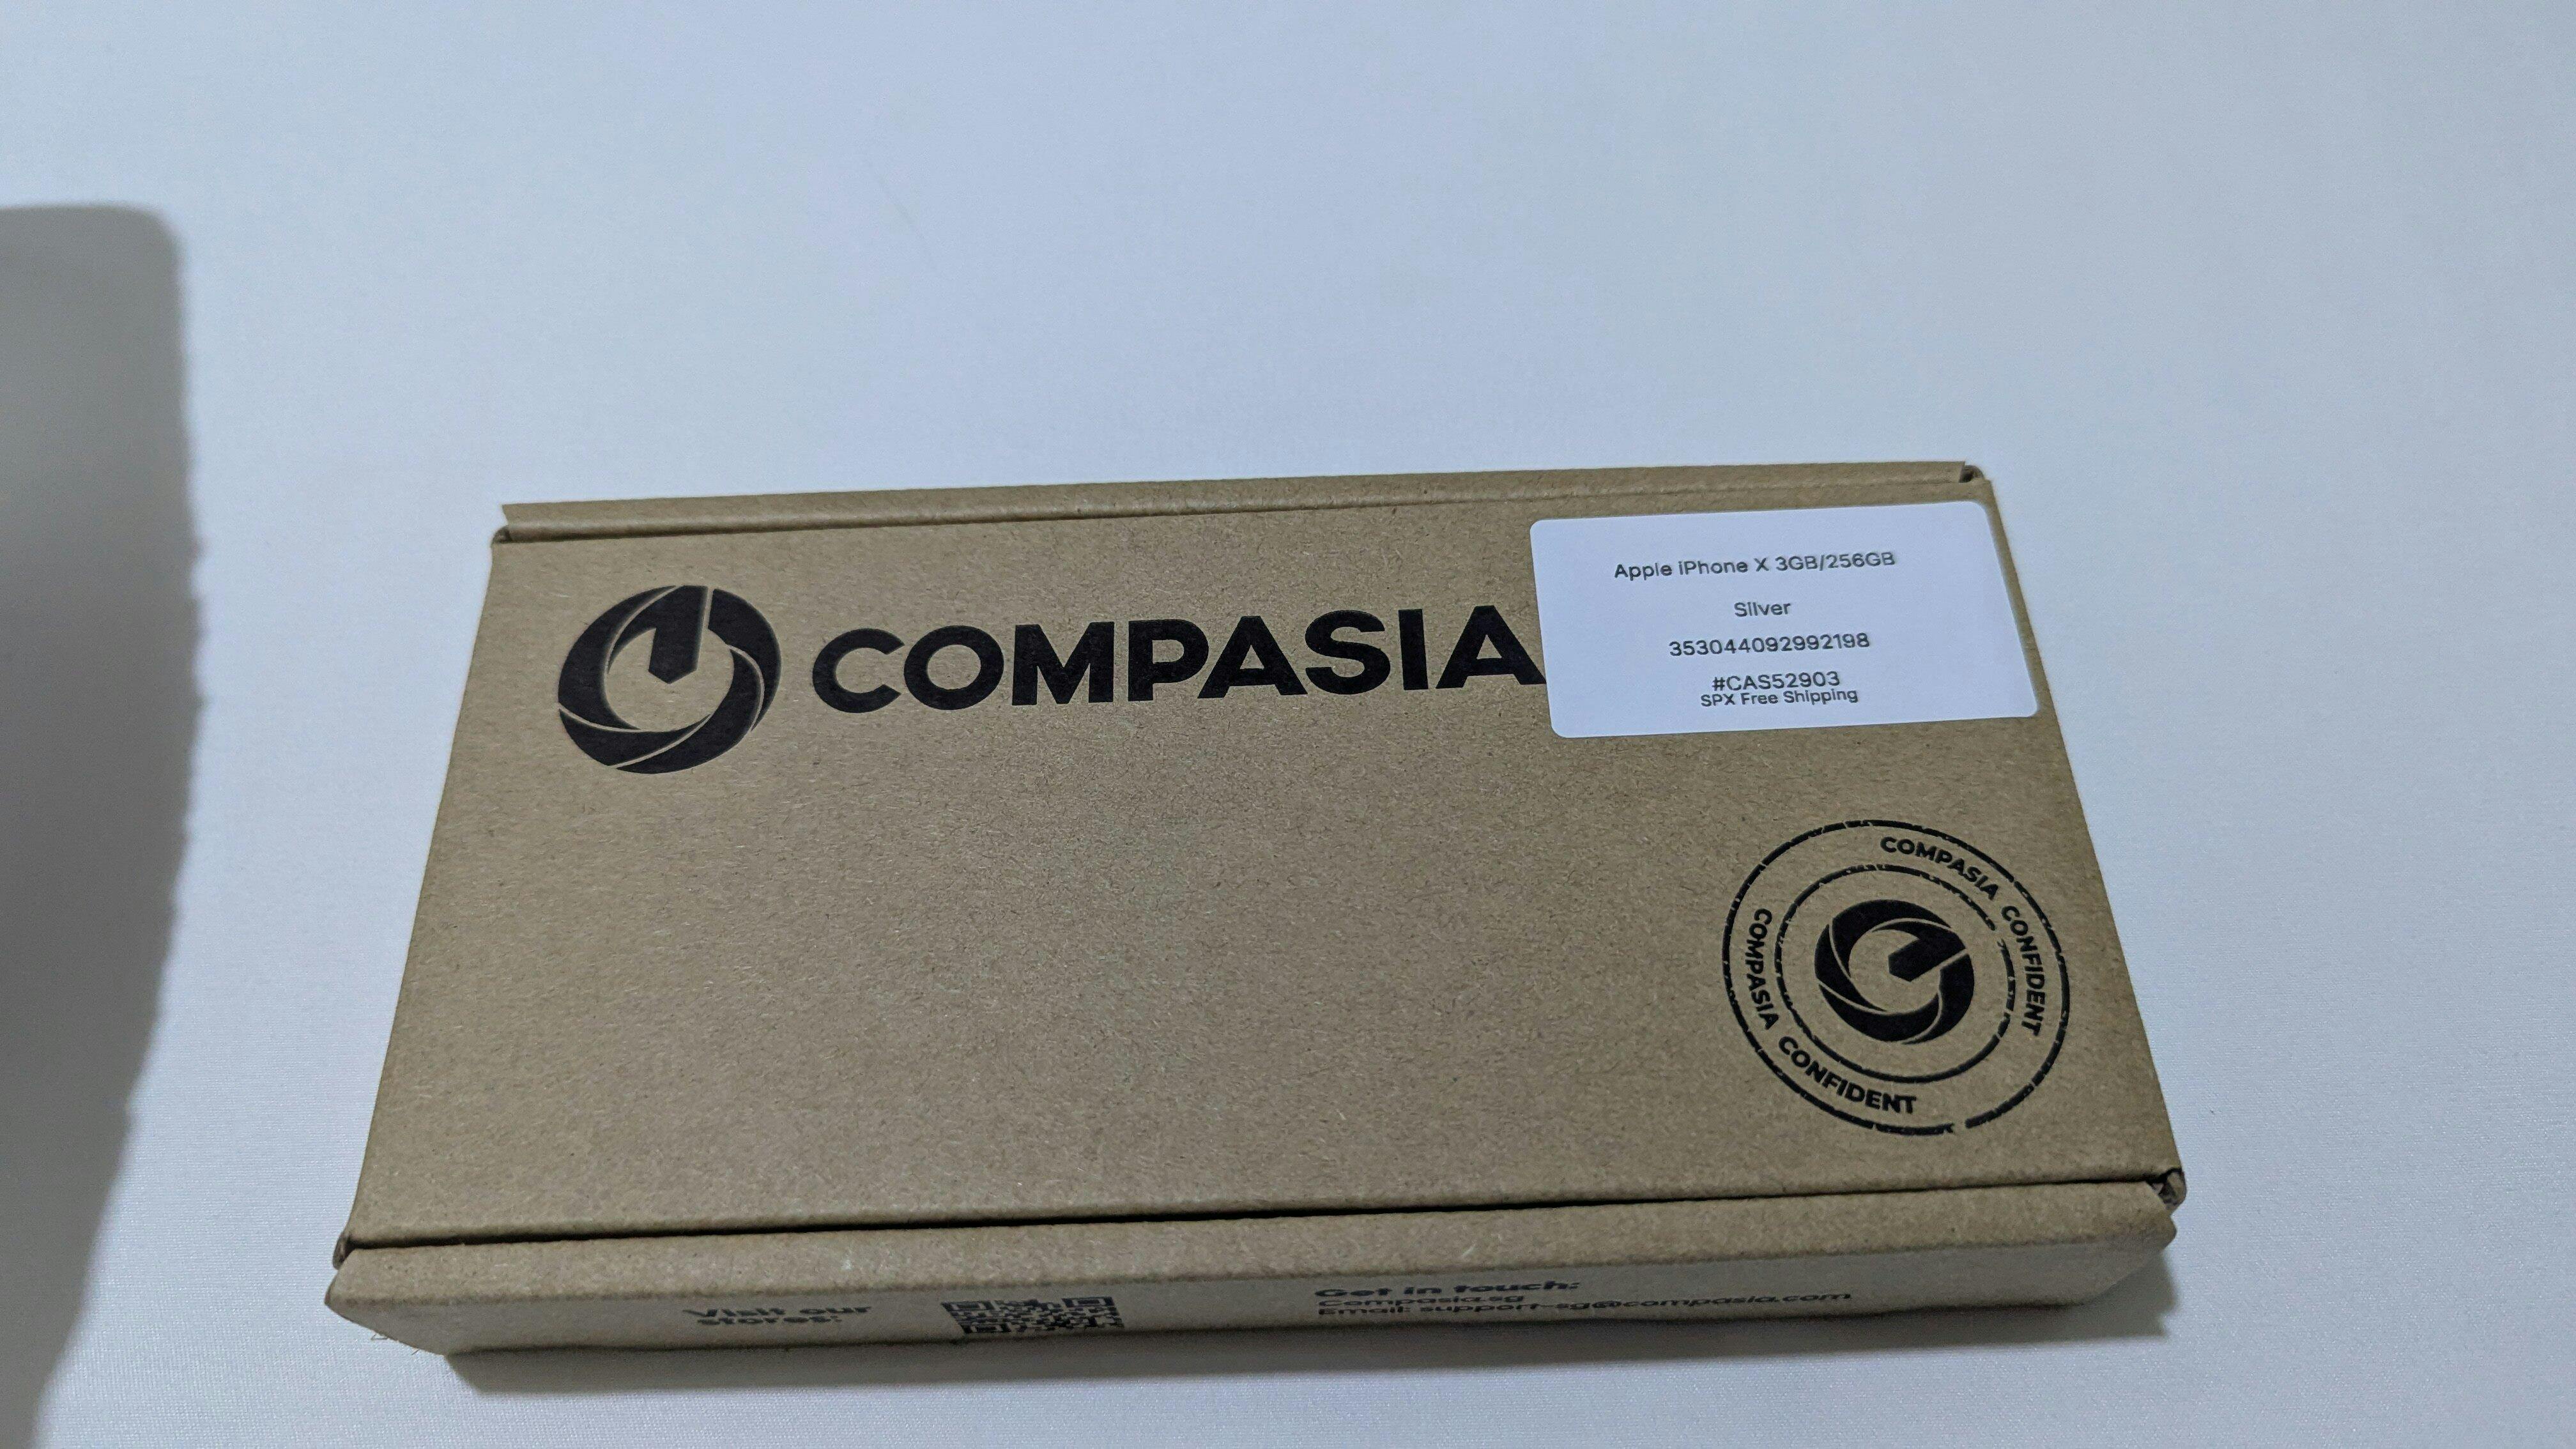 COMPASIA
Apple iPhone X 3GB/256GB
Silver
353044092992198
#CAS52903
SPX Free Shipping
COMPASIA CONFIDENT
COMPASIA CONFIDENT
Visit our
stores:
Get in touch:
Compasia.sg
Email: support-sg@compasia.com